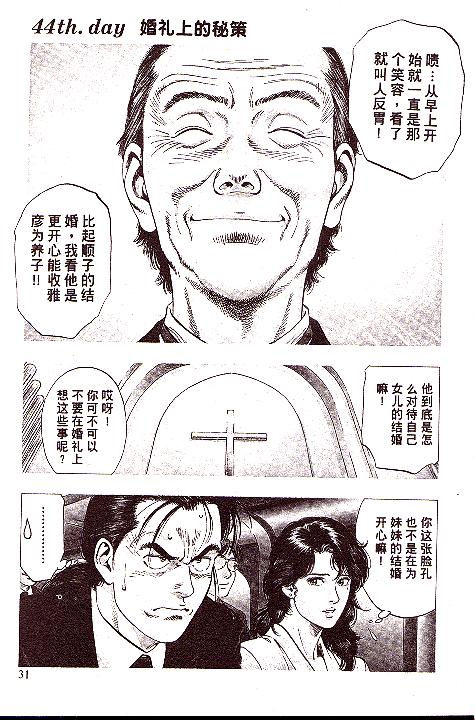 44th. day 婚礼上的秘策
啧…从早上开
始就一直是那
个笑容，看了
就叫人反胃！
比起顺子的结
婚，我看他是
更开心能收雅
彦为养子!!
他到底是怎
么对待自己
女儿的结婚
嘛！
哎呀！
你可不可以
不要在婚礼上
想这些事呢？
你这张脸孔
也不是在为
妹妹的结婚
开心嘛！
………
31